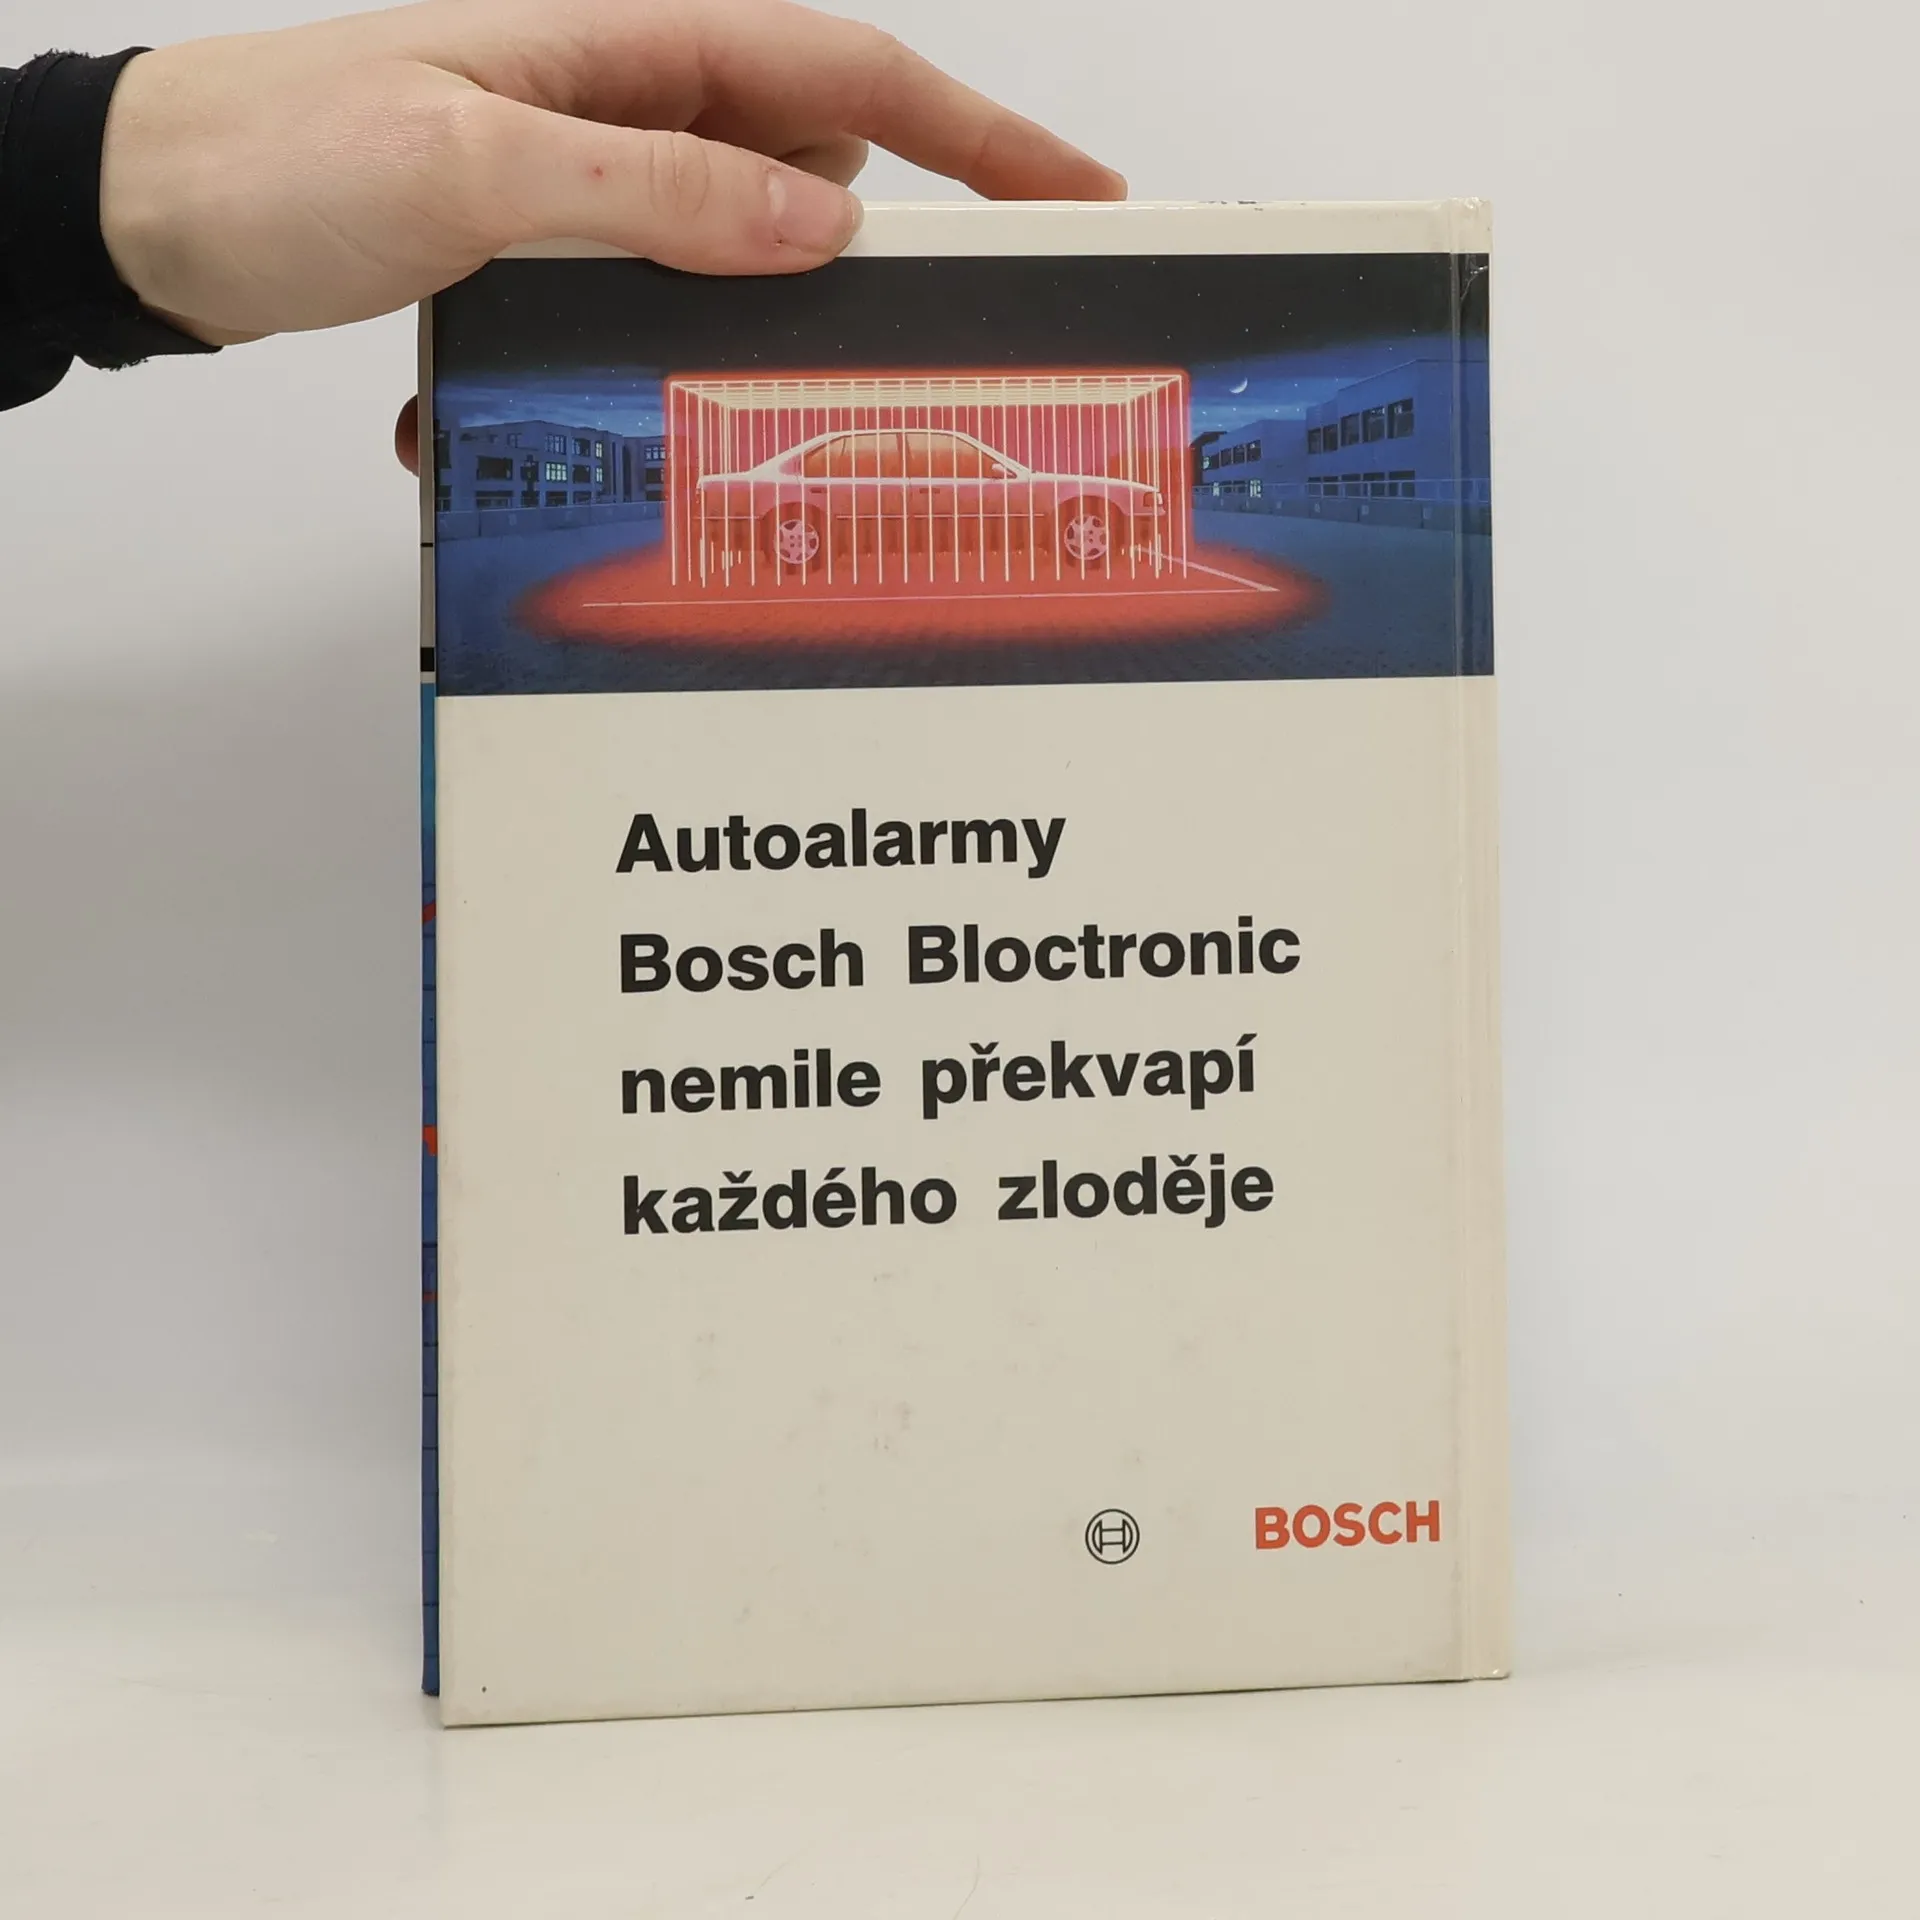 Autoalarmy
Bosch Bloctronic
nemile překvapí
každého zloděje
BOSCH